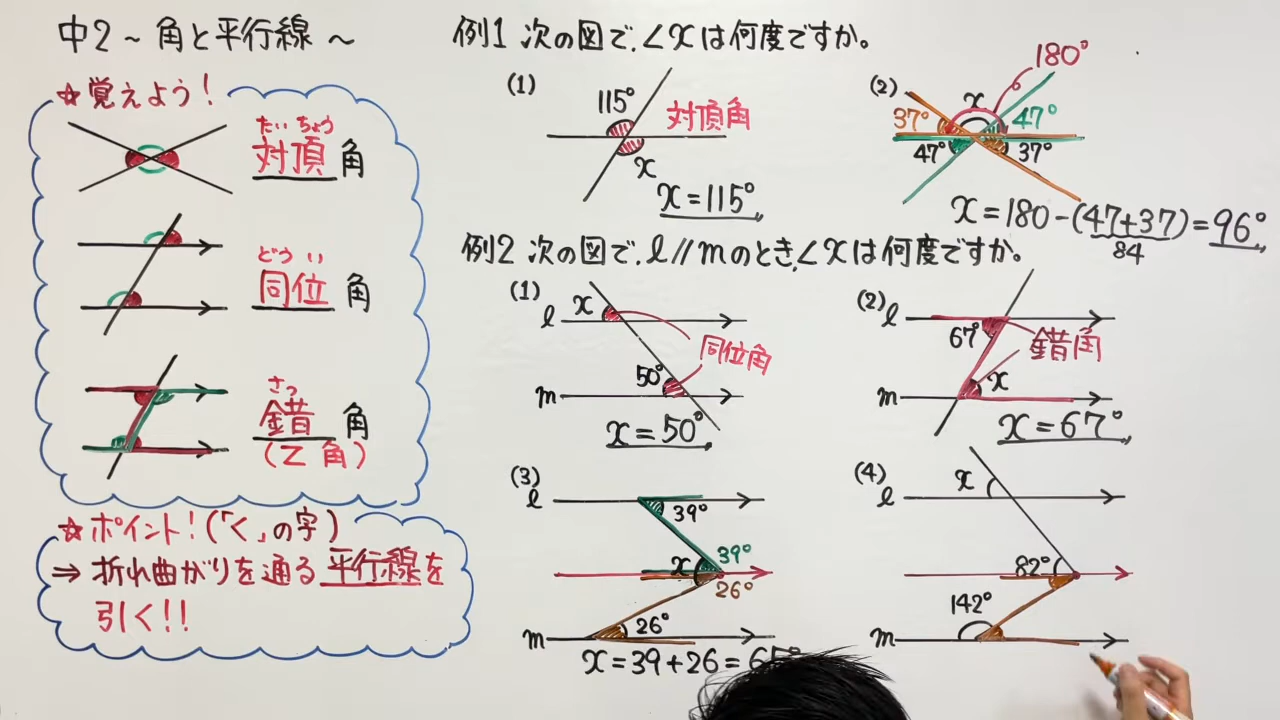 中2 ～ 角と平行線 ～
☆覚えよう！
たいちょう
対頂角
どうい
同位角
さっ
錯角
(Z角)
☆ポイント！(「く」の字)
⇒ 折れ曲がりを通る平行線を
引く!!
例1 次の図で、∠xは何度ですか。
(1)
115°
対頂角
x
x=115°
(2)
180°
x
37°
47°
47°
37°
x=180-(47+37)=96°
84
例2 次の図で、l//mのとき、∠xは何度ですか。
(1)
x
l
同位角
50°
m
x=50°
(2)
l
67°
錯角
x
m
x=67°
(3)
l
39°
39°
x
26°
26°
m
x=39+26=65°
(4)
x
l
82°
142°
m